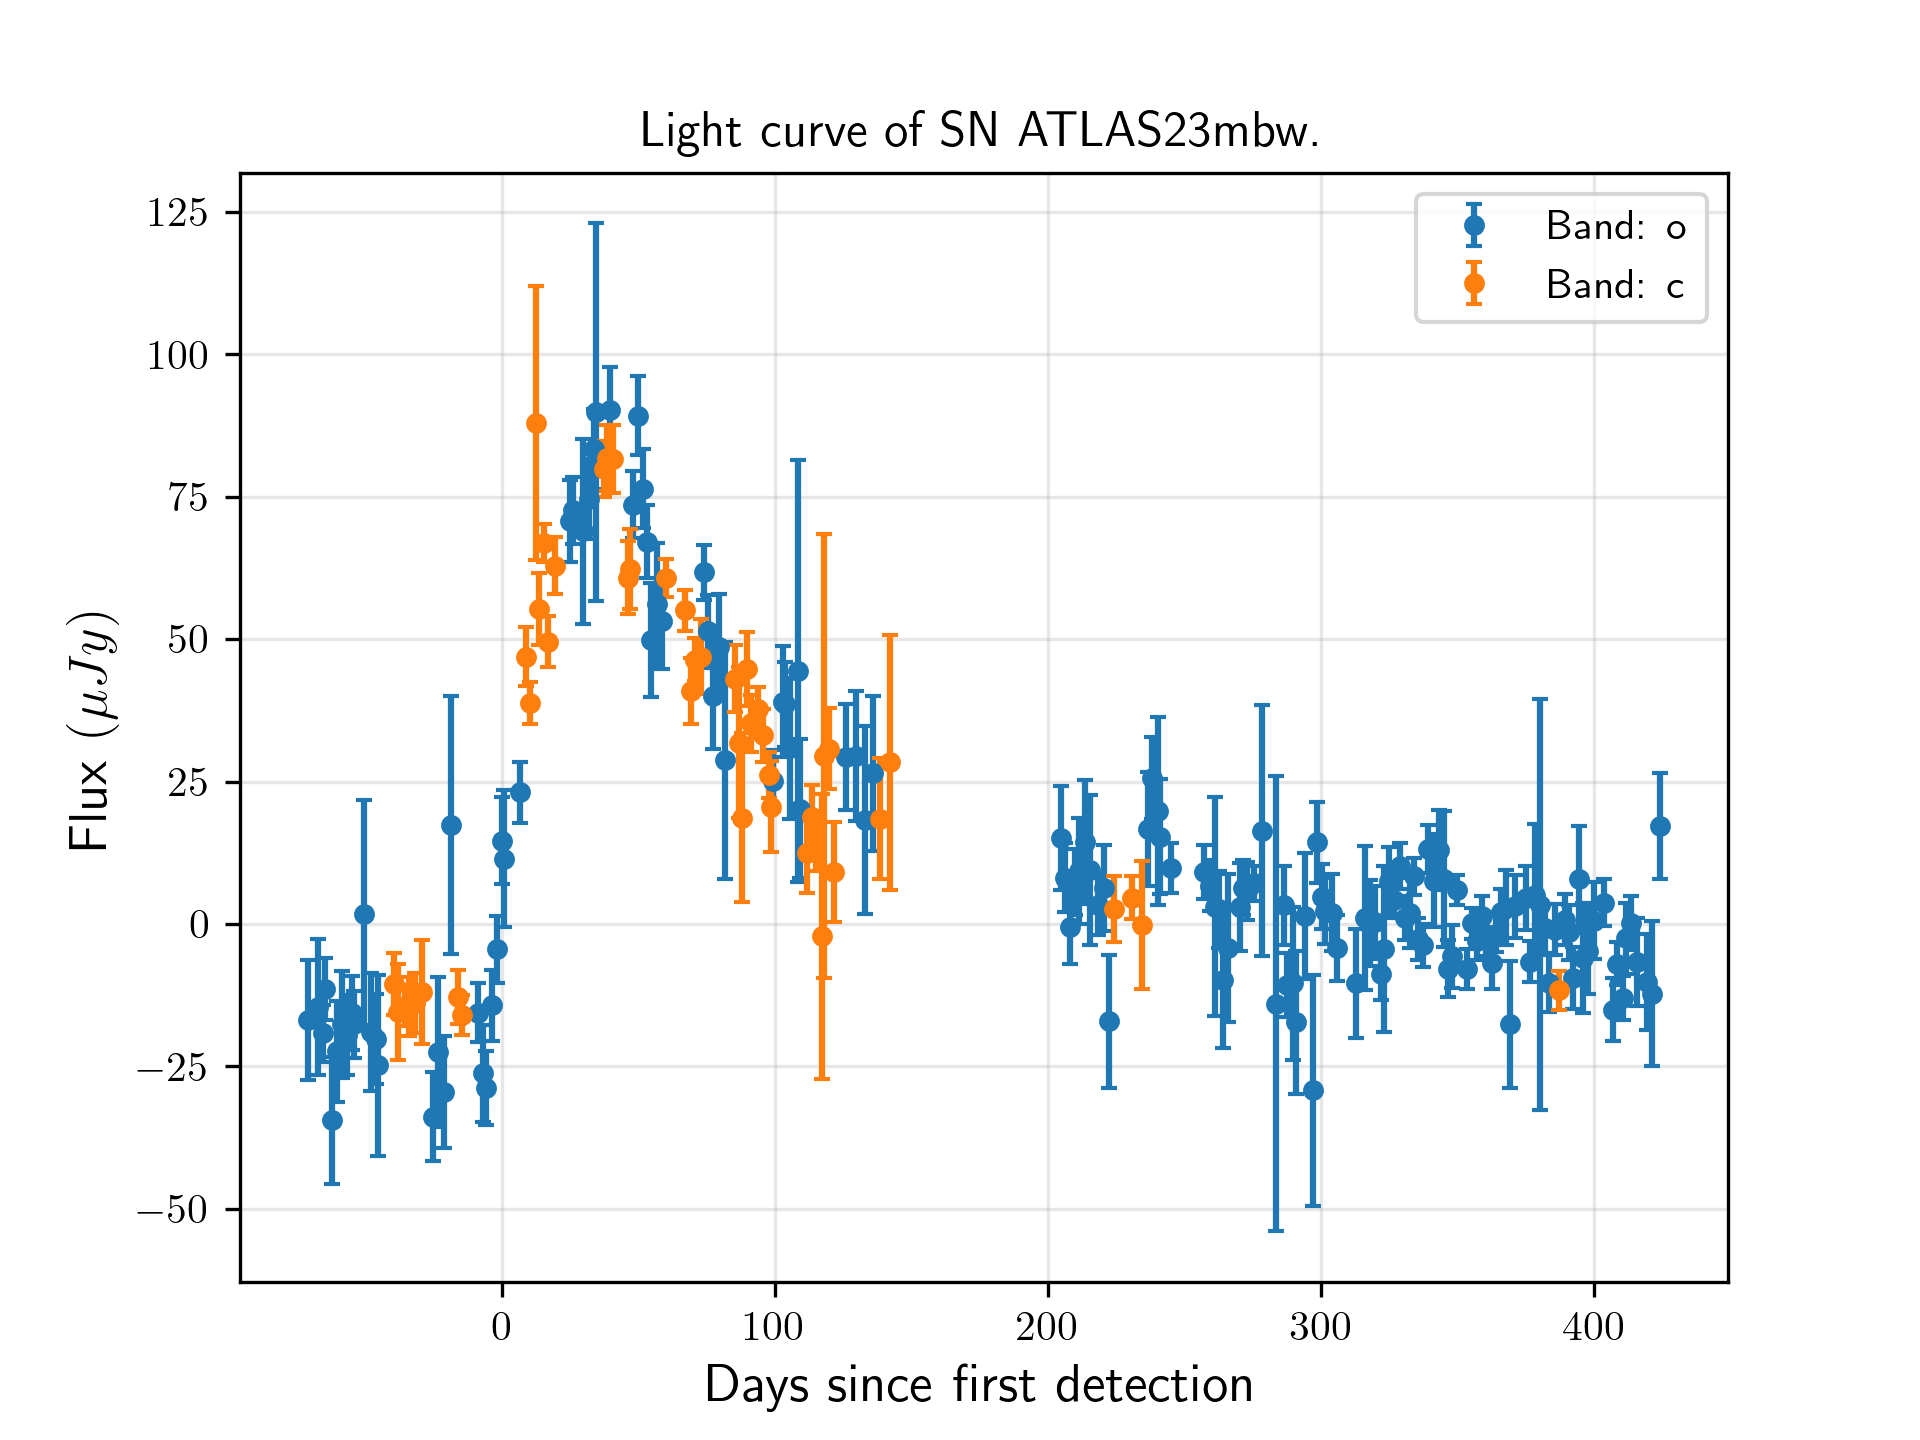 Light curve of SN ATLAS23mbw.
125
100
75
50
25
0
−25
−50
Flux (μJy)
Band: o
Band: c
0 100 200 300 400
Days since first detection